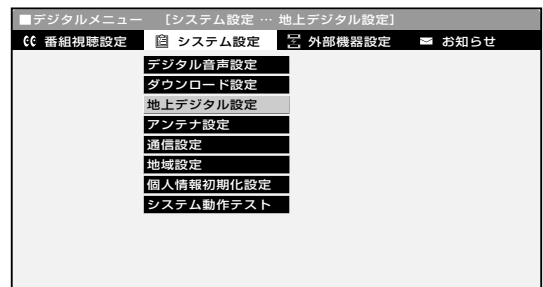 ■デジタルメニュー ［システム設定 … 地上デジタル設定］
番組視聴設定 システム設定 外部機器設定 お知らせ
デジタル音声設定
ダウンロード設定
地上デジタル設定
アンテナ設定
通信設定
地域設定
個人情報初期化設定
システム動作テスト